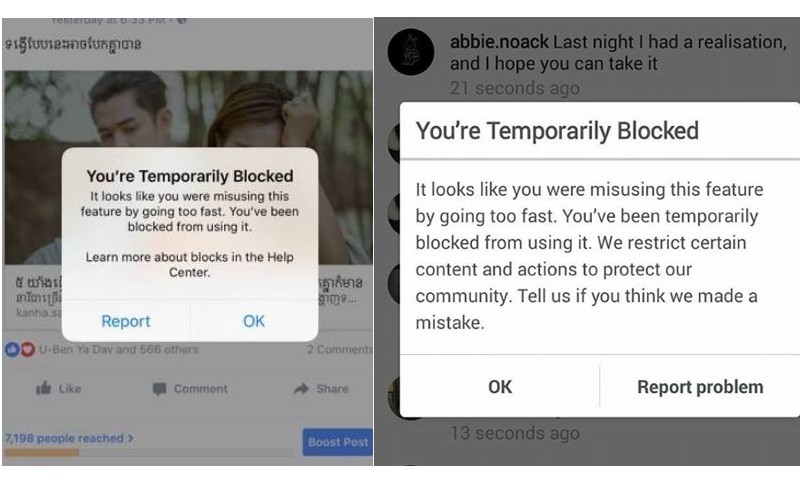 Yesterday at 6:33 PM
ទង្វើបែបនេះអាចបែកគ្នាបាន
You're Temporarily Blocked
It looks like you were misusing this
feature by going too fast. You've been
blocked from using it.
Learn more about blocks in the Help
Center.
Report
OK
kanha.
U-Ben Ya Dav and 566 others
2 Comments
Like
Comment
Share
7,198 people reached >
Boost Post
abbie.noack Last night I had a realisation,
and I hope you can take it
21 seconds ago
You're Temporarily Blocked
It looks like you were misusing this feature
by going too fast. You've been temporarily
blocked from using it. We restrict certain
content and actions to protect our
community. Tell us if you think we made a
mistake.
OK
Report problem
13 seconds ago